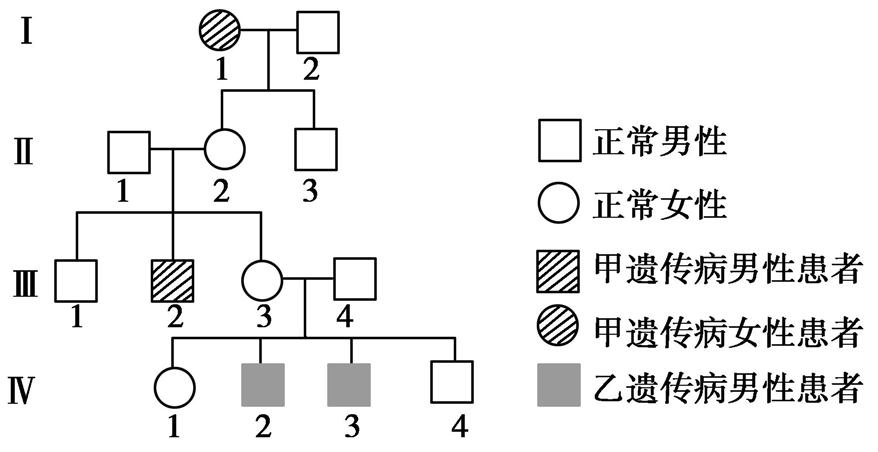 Ⅰ
1 2
Ⅱ
1 2 3
Ⅲ
1 2 3 4
Ⅳ
1 2 3 4
正常男性
正常女性
甲遗传病男性患者
甲遗传病女性患者
乙遗传病男性患者